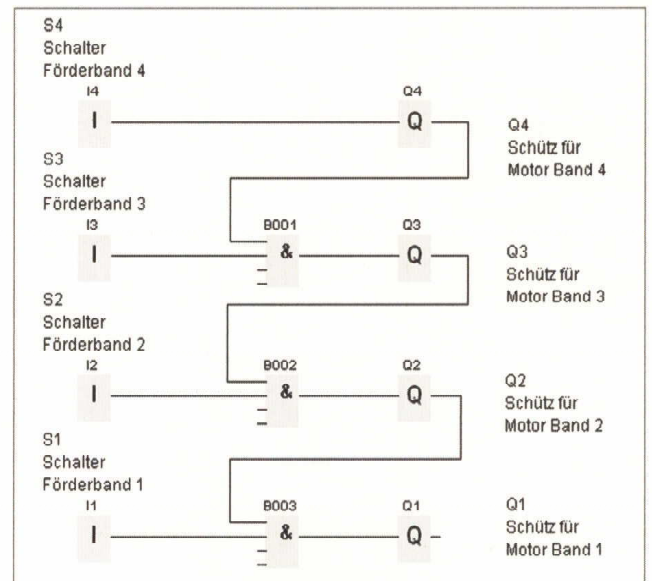 S4
Schalter
Förderband 4
I4
Q4
I
Q
Q4
Schütz für
Motor Band 4
S3
Schalter
Förderband 3
I3
B001
Q3
I
&
Q
Q3
Schütz für
Motor Band 3
S2
Schalter
Förderband 2
I2
B002
Q2
I
&
Q
Q2
Schütz für
Motor Band 2
S1
Schalter
Förderband 1
I1
B003
Q1
I
&
Q
Q1
Schütz für
Motor Band 1